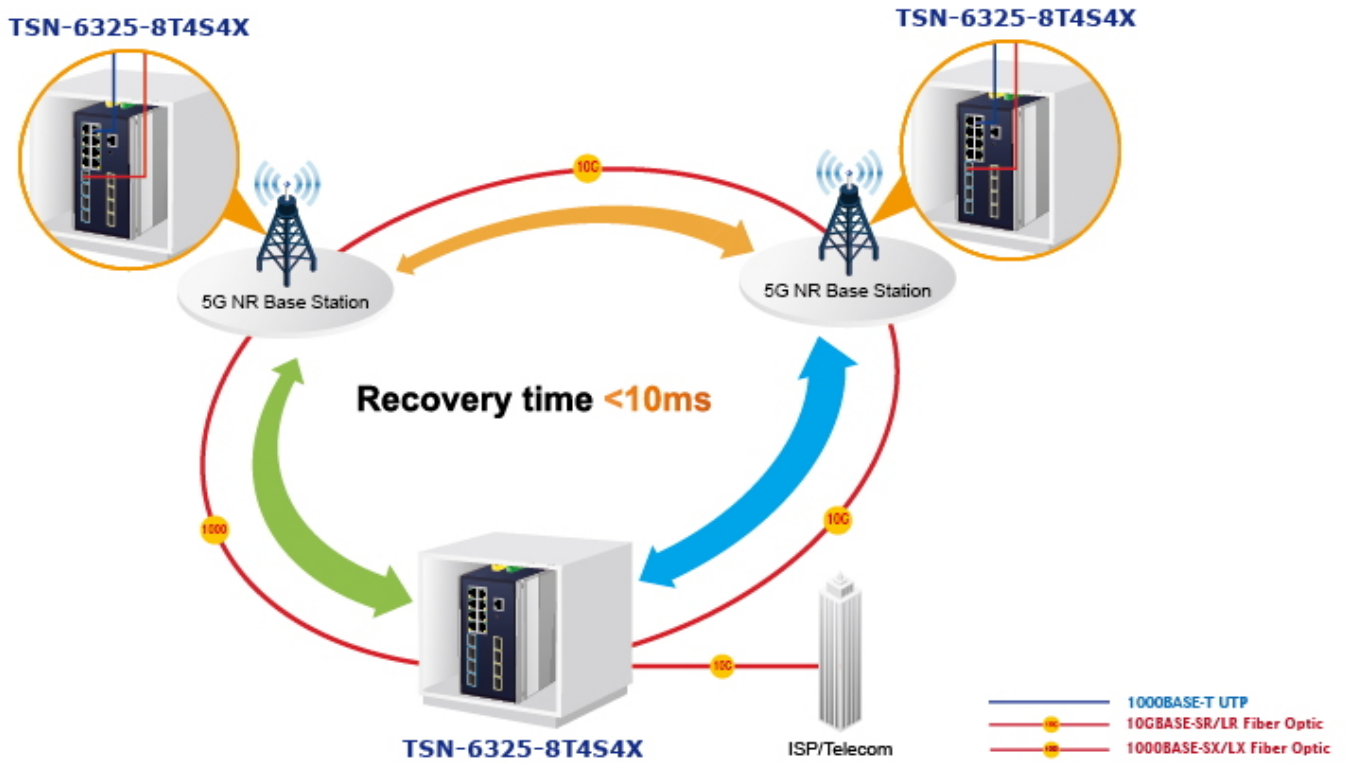 TSN-6325-8T4S4X
TSN-6325-8T4S4X
10G
5G NR Base Station
5G NR Base Station
Recovery time <10ms
1000
10G
10G
TSN-6325-8T4S4X
ISP/Telecom
1000BASE-T UTP
10GBASE-SR/LR Fiber Optic
1000BASE-SX/LX Fiber Optic